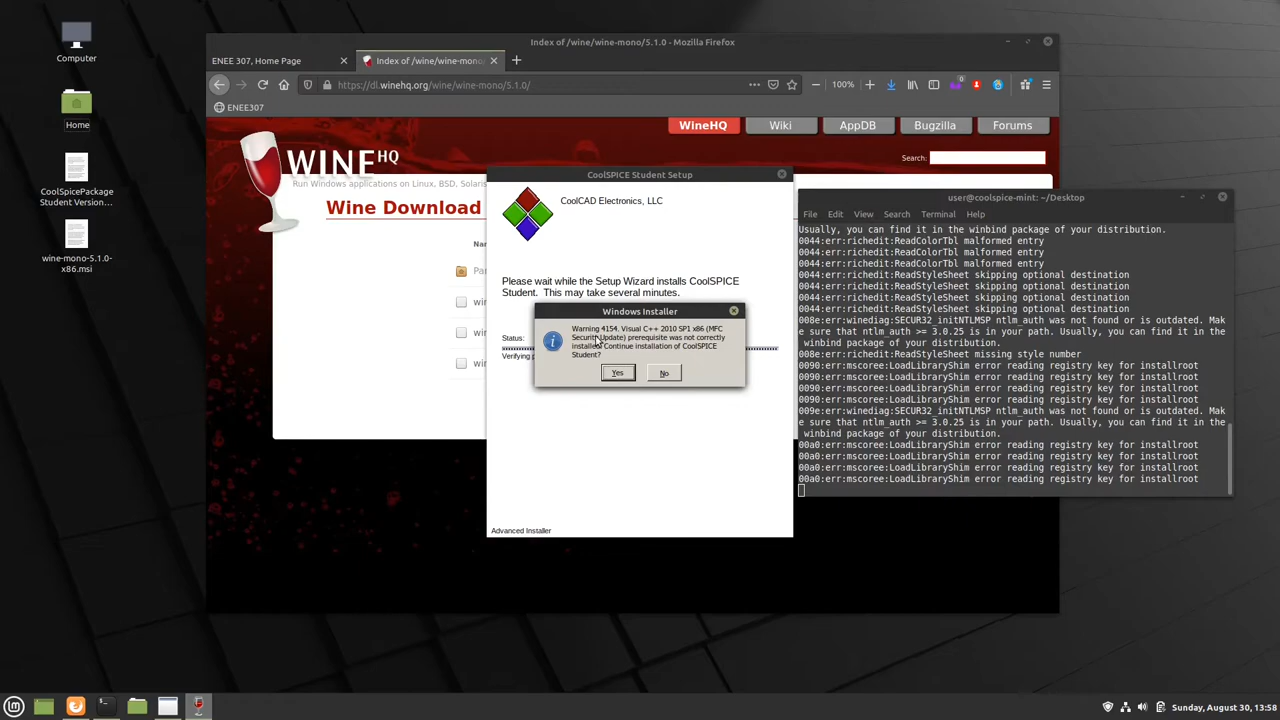 Computer
Home
CoolSpicePackage
Student Version...
wine-mono-5.1.0-
x86.msi
Index of /wine/wine-mono/5.1.0 - Mozilla Firefox
ENEE 307, Home Page
Index of /wine/wine-mono
https://dl.winehq.org/wine/wine-mono/5.1.0/
100%
0
ENEE307
WineHQ
Wiki
AppDB
Bugzilla
Forums
WINE HQ
Run Windows applications on Linux, BSD, Solaris
Search:
Wine Download
Na
Pa
wi
wi
wi
CoolSPICE Student Setup
CoolCAD Electronics, LLC
Please wait while the Setup Wizard installs CoolSPICE
Student. This may take several minutes.
Status:
Verifying p
Advanced Installer
Windows Installer
Warning 4154. Visual C++ 2010 SP1 x86 (MFC
Security Update) prerequisite was not correctly
installed. Continue installation of CoolSPICE
Student?
Yes
No
user@coolspice-mint: ~/Desktop
File Edit View Search Terminal Help
Usually, you can find it in the winbind package of your distribution.
0044:err:richedit:ReadColorTbl malformed entry
0044:err:richedit:ReadColorTbl malformed entry
0044:err:richedit:ReadColorTbl malformed entry
0044:err:richedit:ReadStyleSheet skipping optional destination
0044:err:richedit:ReadStyleSheet skipping optional destination
0044:err:richedit:ReadStyleSheet skipping optional destination
0044:err:richedit:ReadStyleSheet skipping optional destination
008e:err:winediag:SECUR32_initNTLMSP ntlm_auth was not found or is outdated. Mak
e sure that ntlm_auth >= 3.0.25 is in your path. Usually, you can find it in the
winbind package of your distribution.
008e:err:richedit:ReadStyleSheet missing style number
0090:err:mscoree:LoadLibraryShim error reading registry key for installroot
0090:err:mscoree:LoadLibraryShim error reading registry key for installroot
0090:err:mscoree:LoadLibraryShim error reading registry key for installroot
0090:err:mscoree:LoadLibraryShim error reading registry key for installroot
009e:err:winediag:SECUR32_initNTLMSP ntlm_auth was not found or is outdated. Mak
e sure that ntlm_auth >= 3.0.25 is in your path. Usually, you can find it in the
winbind package of your distribution.
00a0:err:mscoree:LoadLibraryShim error reading registry key for installroot
00a0:err:mscoree:LoadLibraryShim error reading registry key for installroot
00a0:err:mscoree:LoadLibraryShim error reading registry key for installroot
00a0:err:mscoree:LoadLibraryShim error reading registry key for installroot
Sunday, August 30, 13:58